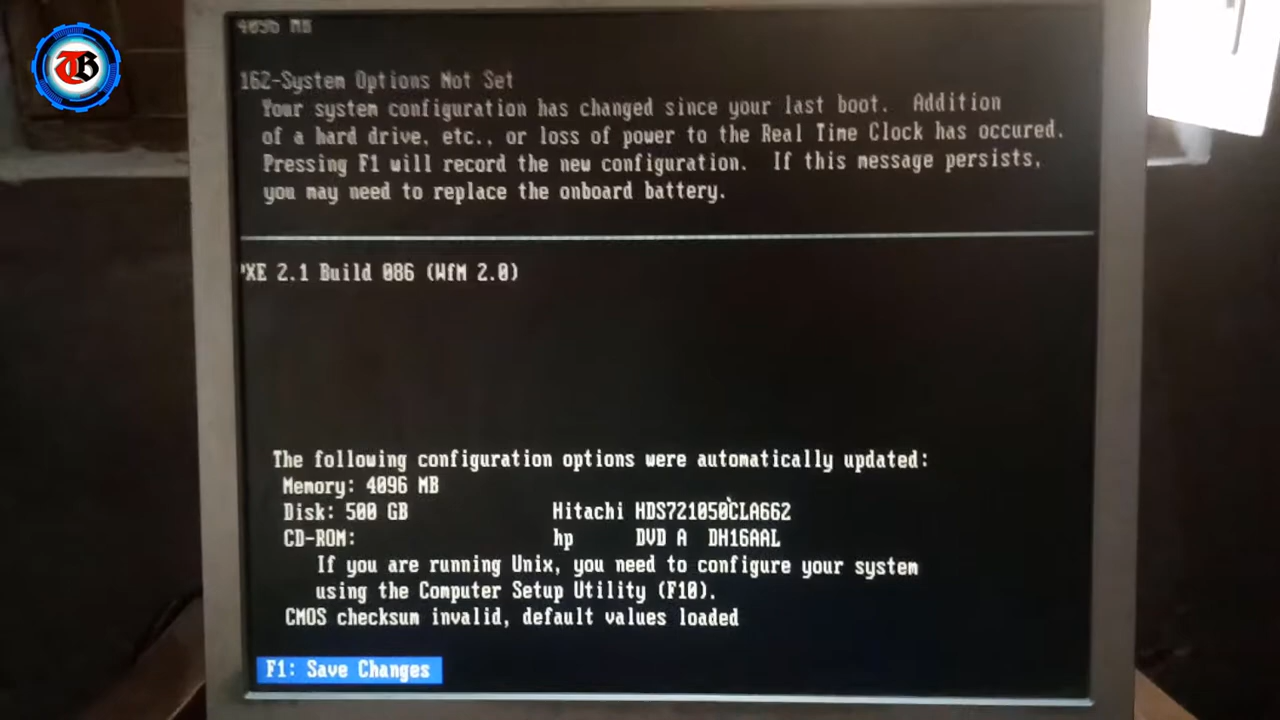 TB
4096 MB
162-System Options Not Set
Your system configuration has changed since your last boot. Addition
of a hard drive, etc., or loss of power to the Real Time Clock has occured.
Pressing F1 will record the new configuration. If this message persists,
you may need to replace the onboard battery.
PXE 2.1 Build 086 (WfM 2.0)
The following configuration options were automatically updated:
Memory: 4096 MB
Disk: 500 GB Hitachi HDS721050CLA662
CD-ROM: hp DVD A DH16AAL
If you are running Unix, you need to configure your system
using the Computer Setup Utility (F10).
CMOS checksum invalid, default values loaded
F1: Save Changes